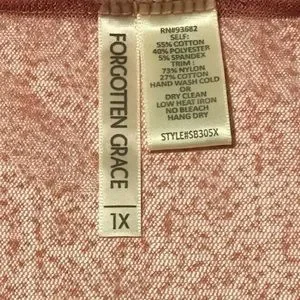 FORGOTTEN GRACE
1X
RN#93682
SELF:
55% COTTON
40% POLYESTER
5% SPANDEX
TRIM :
73% NYLON
27% COTTON
HAND WASH COLD
OR
DRY CLEAN
LOW HEAT IRON
NO BLEACH
HANG DRY
STYLE#SB305X